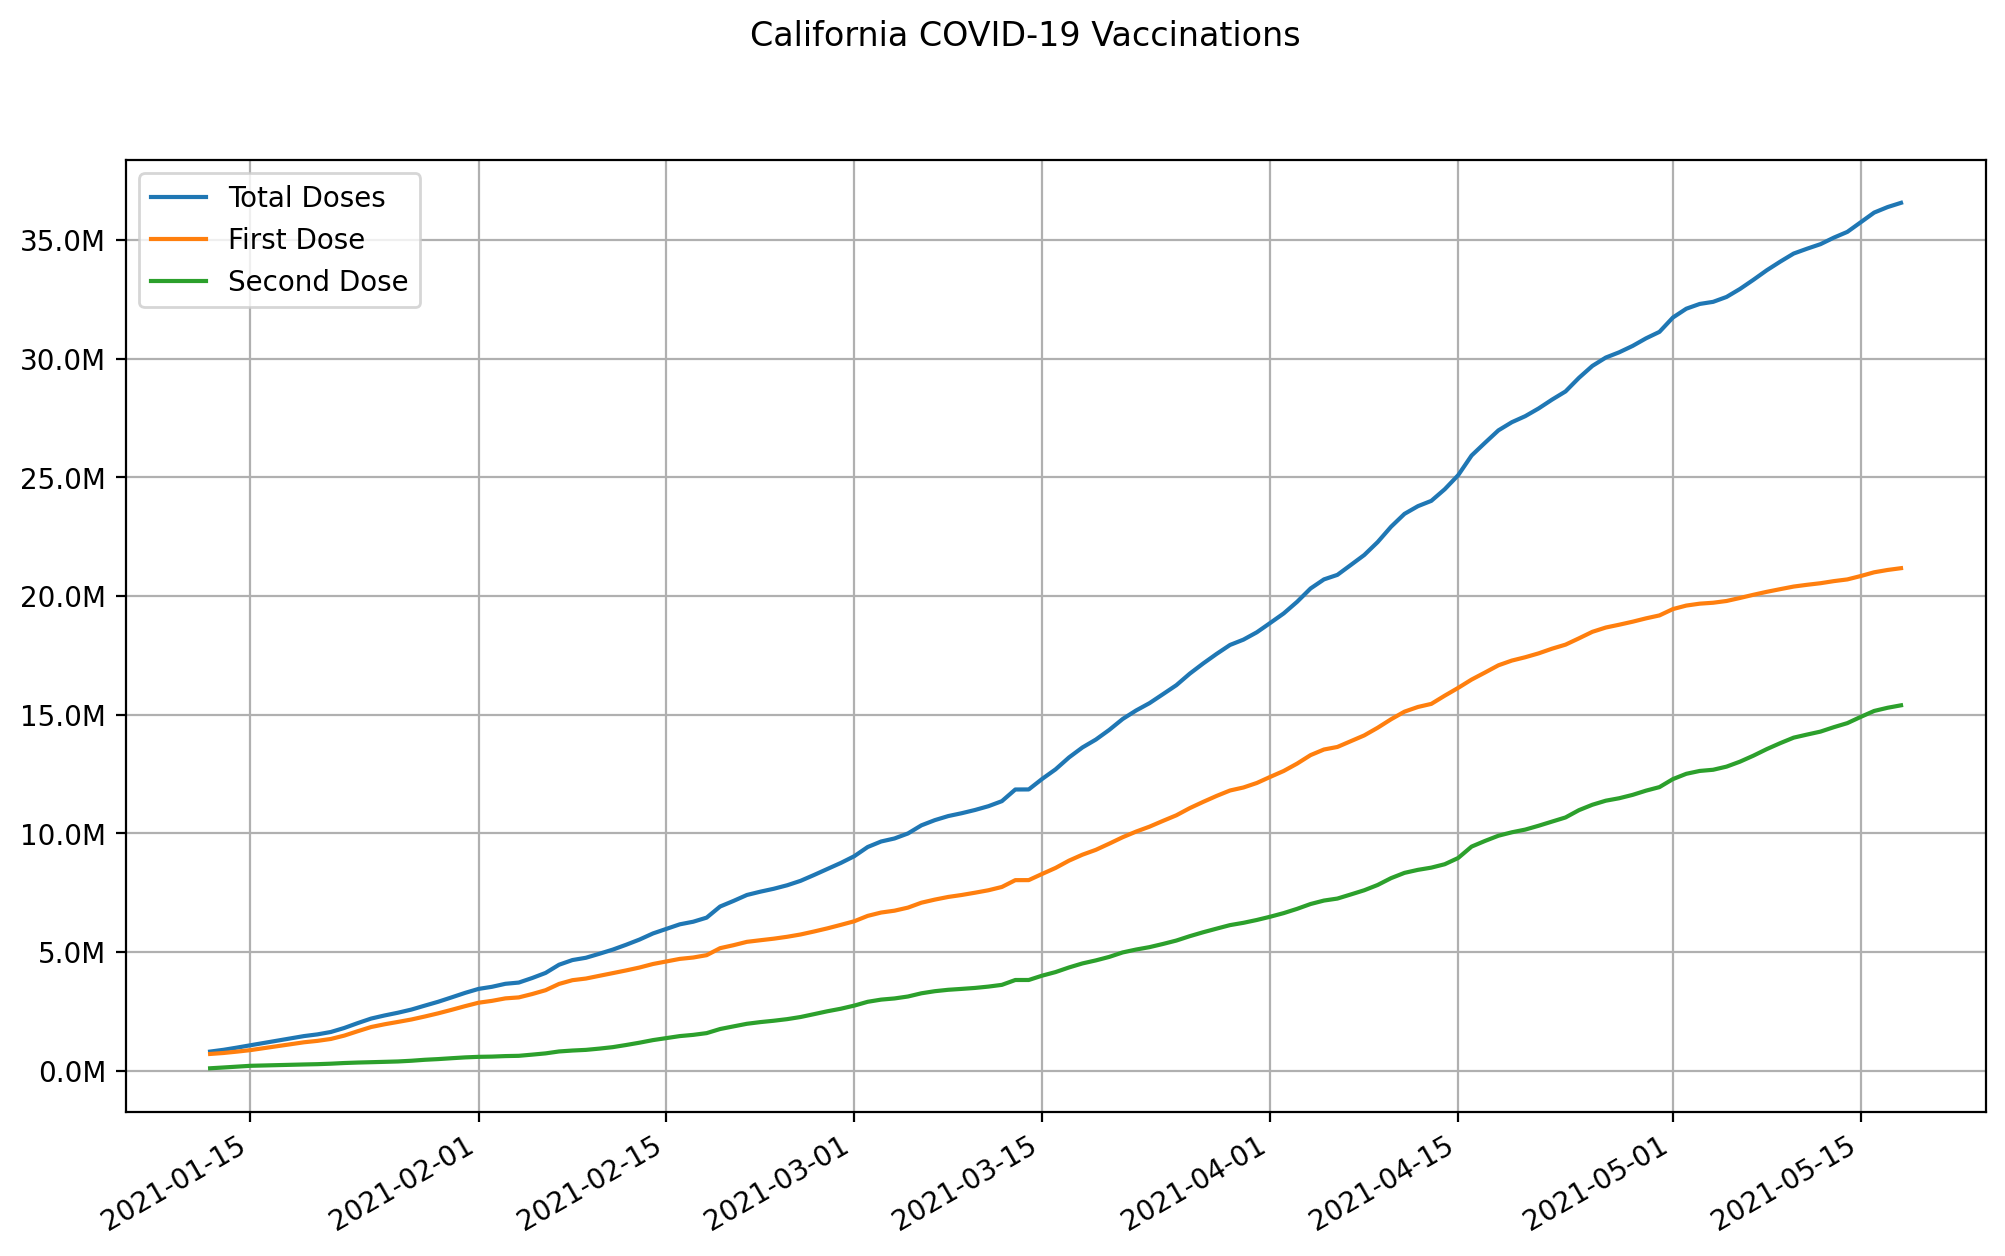 California COVID-19 Vaccinations
Total Doses
First Dose
Second Dose
35.0M
30.0M
25.0M
20.0M
15.0M
10.0M
5.0M
0.0M
2021-01-15
2021-02-01
2021-02-15
2021-03-01
2021-03-15
2021-04-01
2021-04-15
2021-05-01
2021-05-15